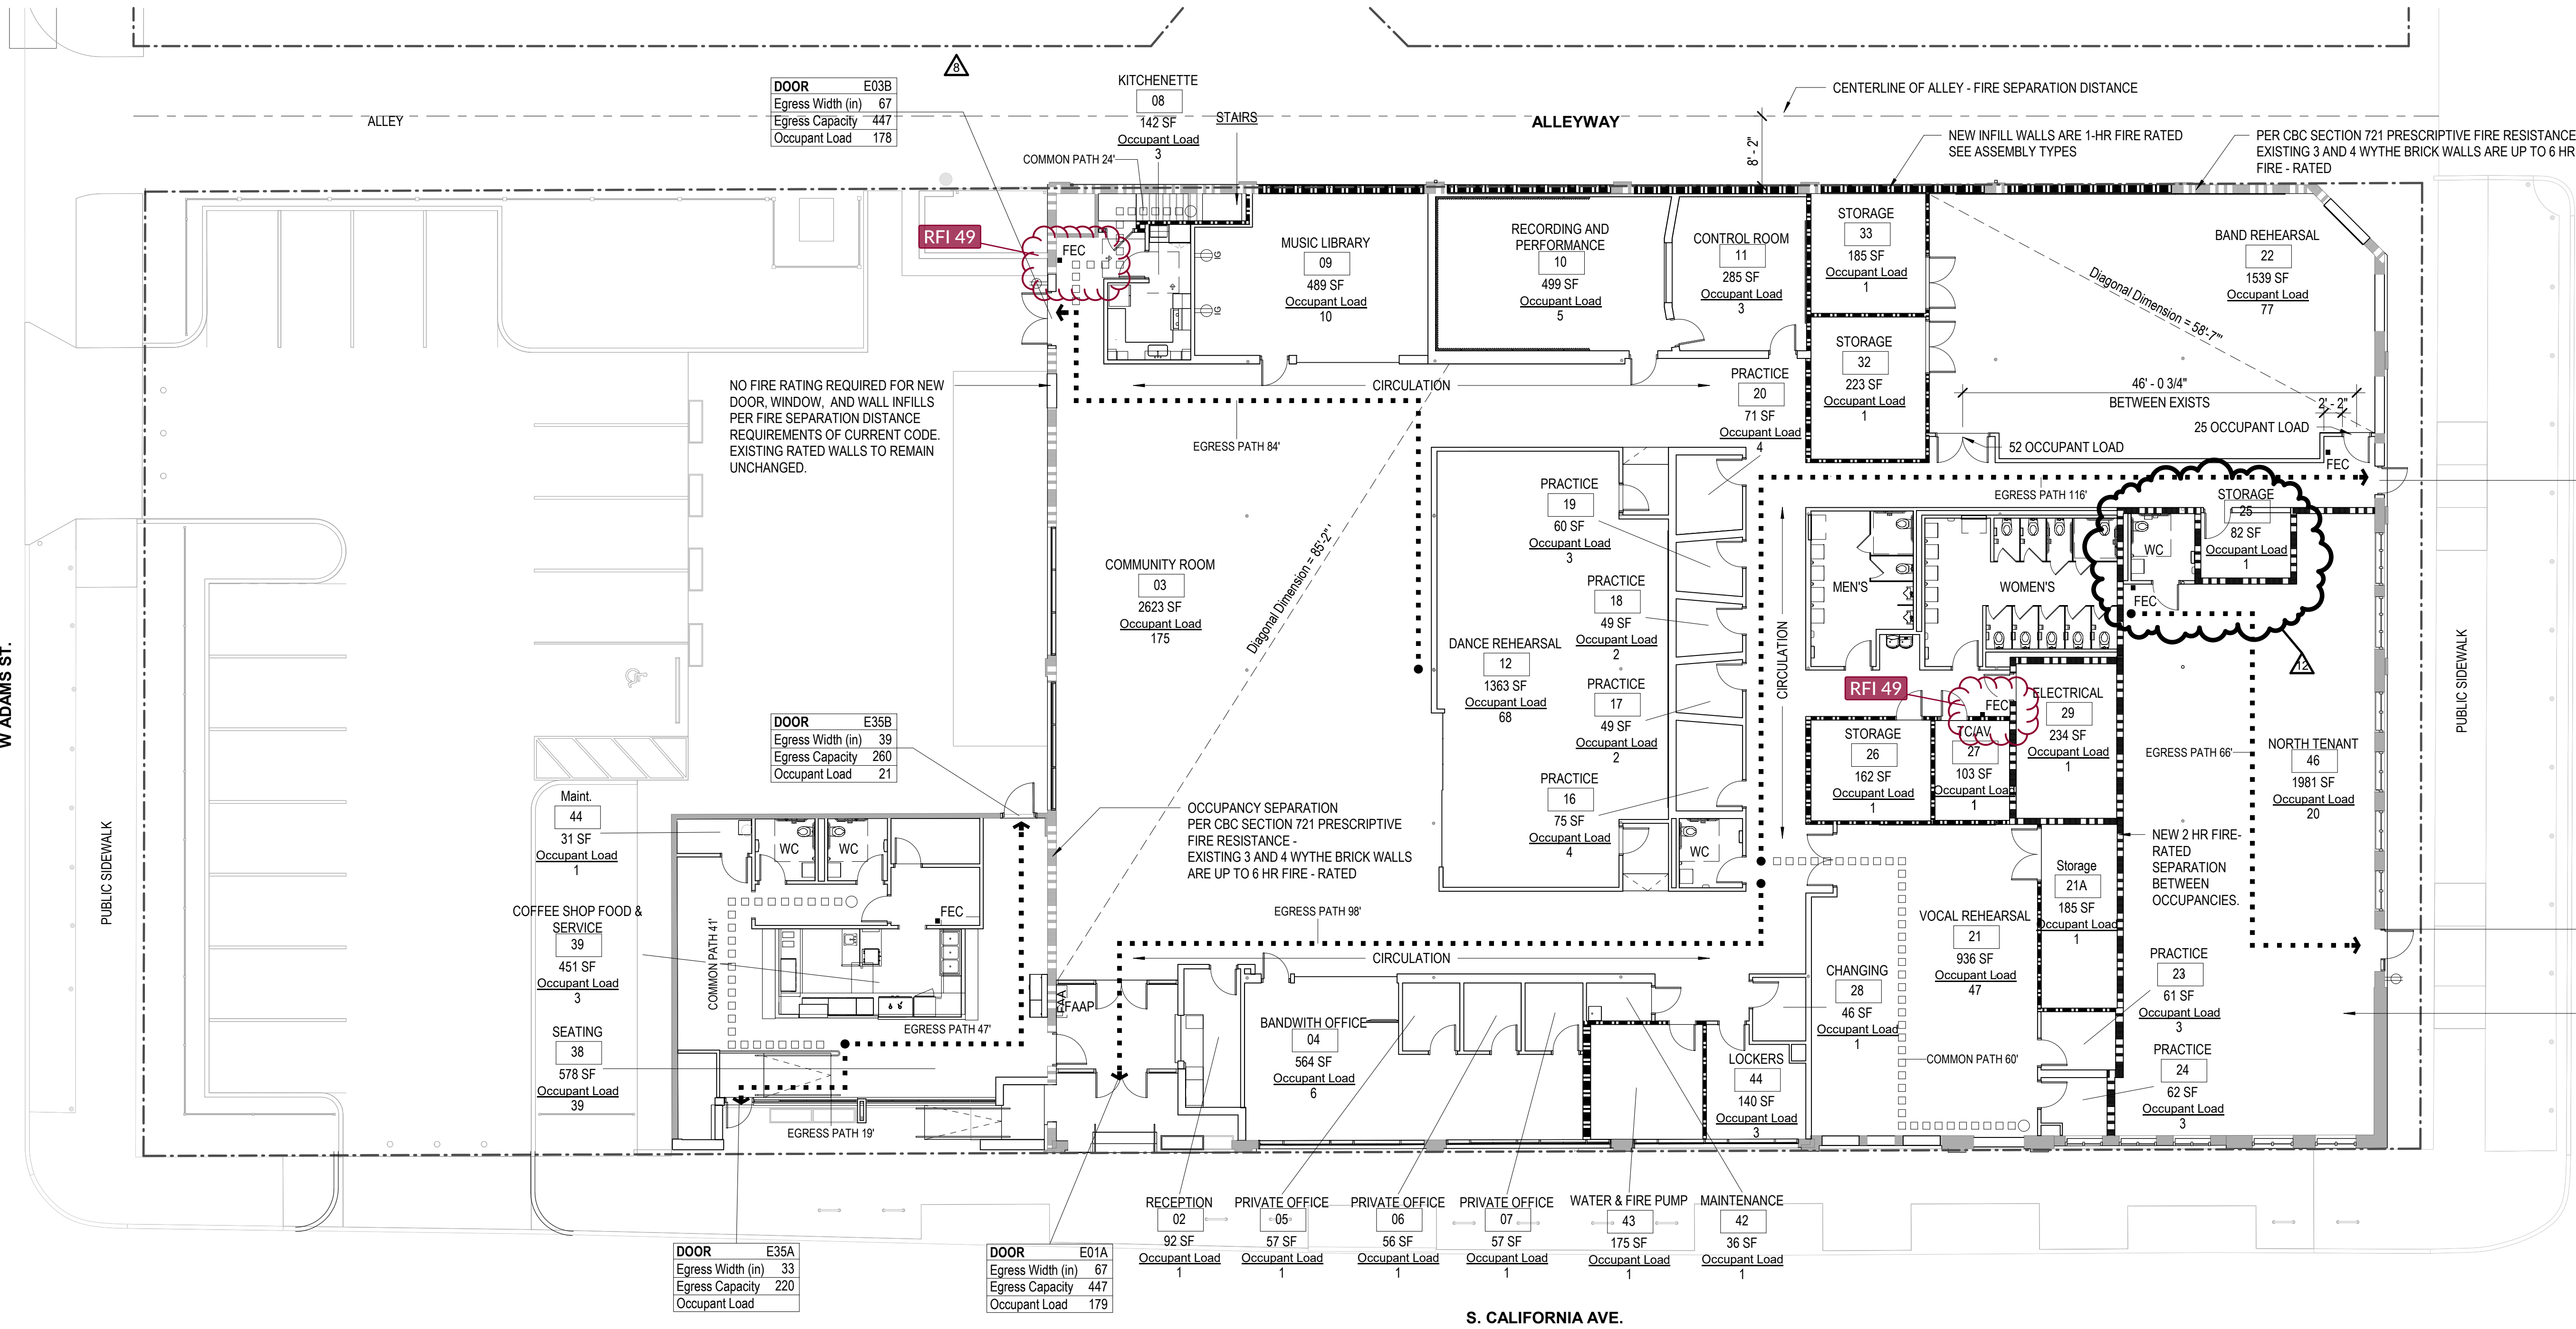 8
DOOR E03B
Egress Width (in) 67
Egress Capacity 447
Occupant Load 178
KITCHENETTE
08
142 SF
Occupant Load
3
STAIRS
COMMON PATH 24'
ALLEY
ALLEYWAY
CENTERLINE OF ALLEY - FIRE SEPARATION DISTANCE
8' - 2"
NEW INFILL WALLS ARE 1-HR FIRE RATED
SEE ASSEMBLY TYPES
PER CBC SECTION 721 PRESCRIPTIVE FIRE RESISTANCE
EXISTING 3 AND 4 WYTHE BRICK WALLS ARE UP TO 6 HR
FIRE - RATED
RFI 49
FEC
IG
IG
MUSIC LIBRARY
09
489 SF
Occupant Load
10
RECORDING AND
PERFORMANCE
10
499 SF
Occupant Load
5
CONTROL ROOM
11
285 SF
Occupant Load
3
STORAGE
33
185 SF
Occupant Load
1
STORAGE
32
223 SF
Occupant Load
1
BAND REHEARSAL
22
1539 SF
Occupant Load
77
Diagonal Dimension = 58'-7"'
46' - 0 3/4"
BETWEEN EXISTS
2' - 2"
25 OCCUPANT LOAD
52 OCCUPANT LOAD
FEC
NO FIRE RATING REQUIRED FOR NEW
DOOR, WINDOW, AND WALL INFILLS
PER FIRE SEPARATION DISTANCE
REQUIREMENTS OF CURRENT CODE.
EXISTING RATED WALLS TO REMAIN
UNCHANGED.
CIRCULATION
EGRESS PATH 84'
PRACTICE
20
71 SF
Occupant Load
4
EGRESS PATH 116'
PRACTICE
19
60 SF
Occupant Load
3
PRACTICE
18
49 SF
Occupant Load
2
PRACTICE
17
49 SF
Occupant Load
2
PRACTICE
16
75 SF
Occupant Load
4
COMMUNITY ROOM
03
2623 SF
Occupant Load
175
Diagonal Dimension = 85'-2" '
DANCE REHEARSAL
12
1363 SF
Occupant Load
68
CIRCULATION
MEN'S
WOMEN'S
WC
STORAGE
25
82 SF
Occupant Load
1
FEC
12
RFI 49
FEC
ELECTRICAL
29
234 SF
Occupant Load
1
TC/AV
27
103 SF
Occupant Load
1
STORAGE
26
162 SF
Occupant Load
1
EGRESS PATH 66'
NORTH TENANT
46
1981 SF
Occupant Load
20
PUBLIC SIDEWALK
W ADAMS ST.
PUBLIC SIDEWALK
DOOR E35B
Egress Width (in) 39
Egress Capacity 260
Occupant Load 21
OCCUPANCY SEPARATION
PER CBC SECTION 721 PRESCRIPTIVE
FIRE RESISTANCE -
EXISTING 3 AND 4 WYTHE BRICK WALLS
ARE UP TO 6 HR FIRE - RATED
Maint.
44
31 SF
Occupant Load
1
WC
WC
FEC
COFFEE SHOP FOOD &
SERVICE
39
451 SF
Occupant Load
3
SEATING
38
578 SF
Occupant Load
39
COMMON PATH 41'
EGRESS PATH 47'
EGRESS PATH 19'
FAA
FAAP
EGRESS PATH 98'
CIRCULATION
WC
BANDWITH OFFICE
04
564 SF
Occupant Load
6
CHANGING
28
46 SF
Occupant Load
1
LOCKERS
44
140 SF
Occupant Load
3
VOCAL REHEARSAL
21
936 SF
Occupant Load
47
COMMON PATH 60'
Storage
21A
185 SF
Occupant Load
1
NEW 2 HR FIRE-
RATED
SEPARATION
BETWEEN
OCCUPANCIES.
PRACTICE
23
61 SF
Occupant Load
3
PRACTICE
24
62 SF
Occupant Load
3
RECEPTION
02
92 SF
Occupant Load
1
PRIVATE OFFICE
05
57 SF
Occupant Load
1
PRIVATE OFFICE
06
56 SF
Occupant Load
1
PRIVATE OFFICE
07
57 SF
Occupant Load
1
WATER & FIRE PUMP
43
175 SF
Occupant Load
1
MAINTENANCE
42
36 SF
Occupant Load
1
DOOR E35A
Egress Width (in) 33
Egress Capacity 220
Occupant Load
DOOR E01A
Egress Width (in) 67
Egress Capacity 447
Occupant Load 179
S. CALIFORNIA AVE.